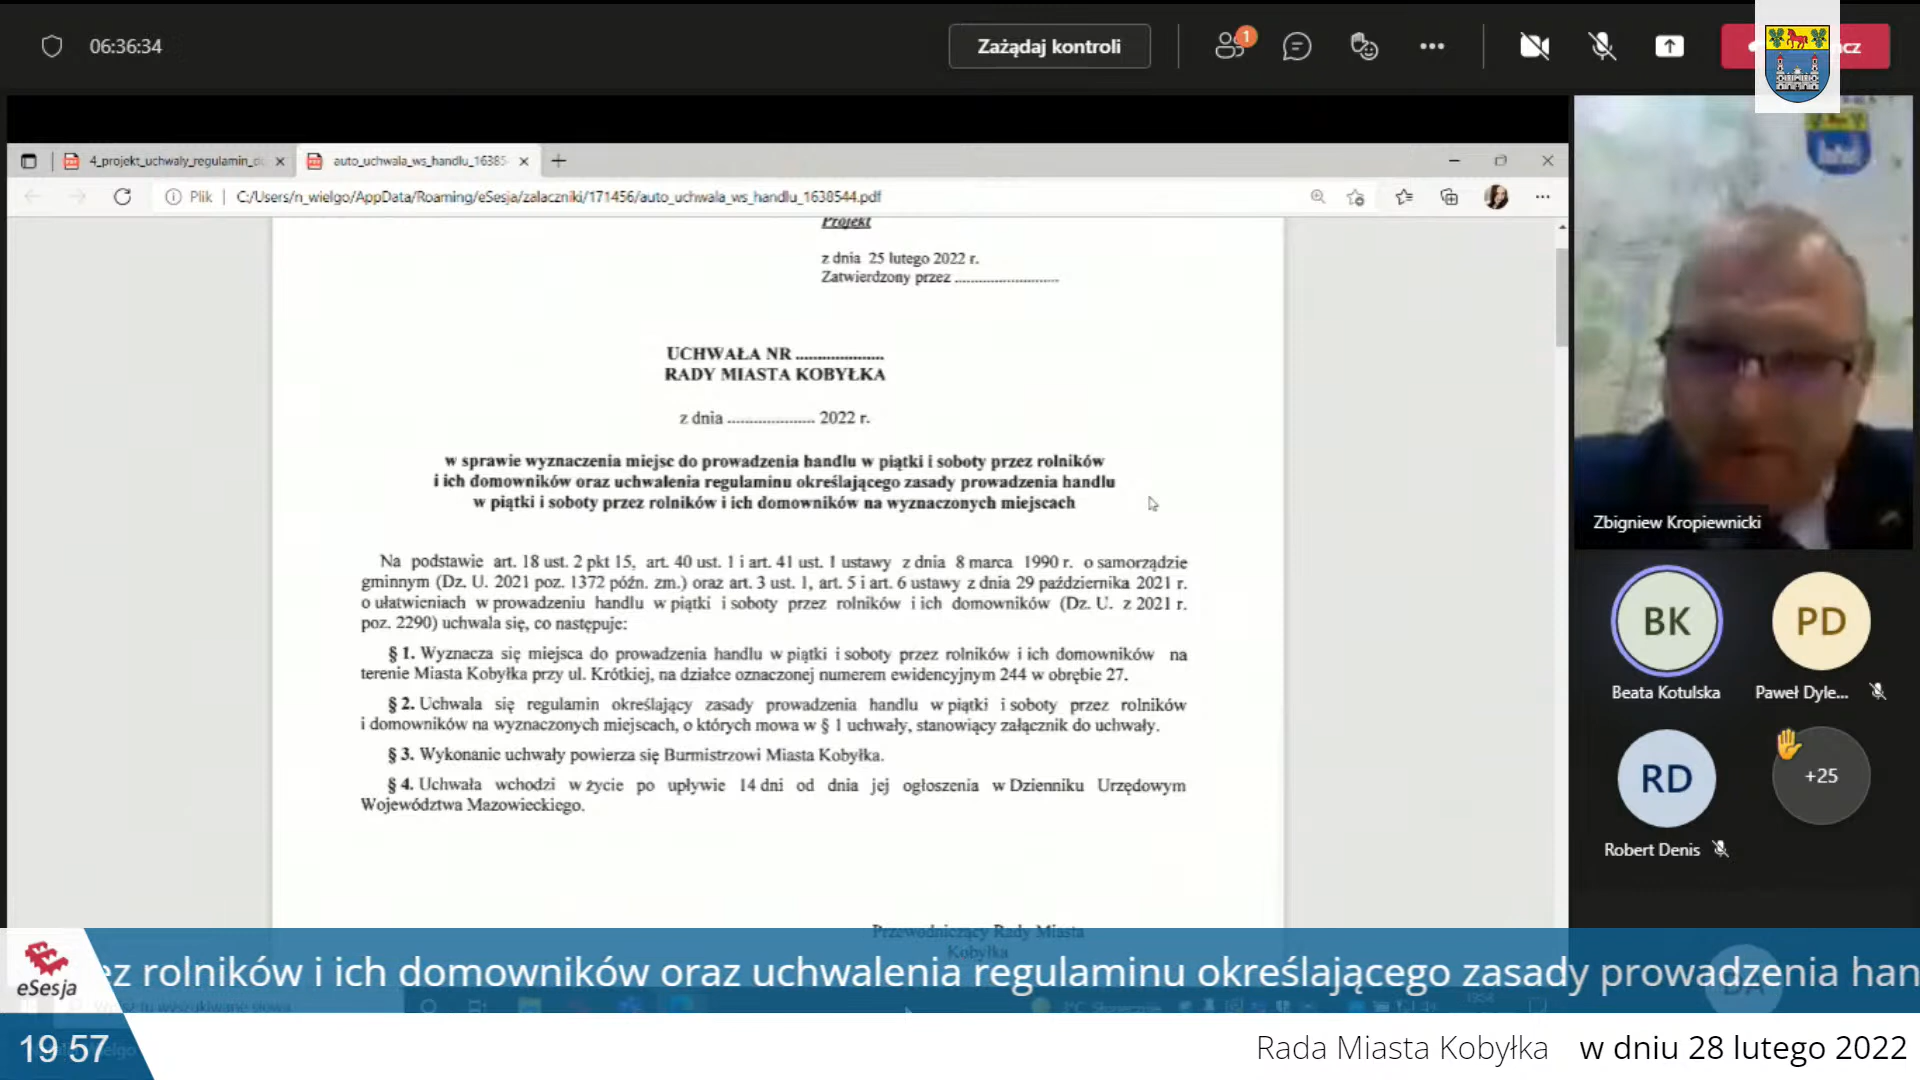 06:36:34
Zażądaj kontroli
1
cz
4_projekt_uchwaly_regulamin_
auto_uchwala_ws_handlu_16385
Plik
C:/Users/n_wielgo/AppData/Roaming/eSesja/zalaczniki/171456/auto_uchwala_ws_handlu_1638544.pdf
Projekt
z dnia 25 lutego 2022 r.
Zatwierdzony przez ..........................
UCHWAŁA NR ......................
RADY MIASTA KOBYŁKA
z dnia ...................... 2022 r.
w sprawie wyznaczenia miejsc do prowadzenia handlu w piątki i soboty przez rolników
i ich domowników oraz uchwalenia regulaminu określającego zasady prowadzenia handlu
w piątki i soboty przez rolników i ich domowników na wyznaczonych miejscach
Na podstawie art. 18 ust. 2 pkt 15, art. 40 ust. 1 i art. 41 ust. 1 ustawy z dnia 8 marca 1990 r. o samorządzie
gminnym (Dz. U. 2021 poz. 1372 późn. zm.) oraz art. 3 ust. 1, art. 5 i art. 6 ustawy z dnia 29 października 2021 r.
o ułatwieniach w prowadzeniu handlu w piątki i soboty przez rolników i ich domowników (Dz. U. z 2021 r.
poz. 2290) uchwala się, co następuje:
§ 1. Wyznacza się miejsca do prowadzenia handlu w piątki i soboty przez rolników i ich domowników na
terenie Miasta Kobyłka przy ul. Krótkiej, na działce oznaczonej numerem ewidencyjnym 244 w obrębie 27.
§ 2. Uchwala się regulamin określający zasady prowadzenia handlu w piątki i soboty przez rolników
i domowników na wyznaczonych miejscach, o których mowa w § 1 uchwały, stanowiący załącznik do uchwały.
§ 3. Wykonanie uchwały powierza się Burmistrzowi Miasta Kobyłka.
§ 4. Uchwała wchodzi w życie po upływie 14 dni od dnia jej ogłoszenia w Dzienniku Urzędowym
Województwa Mazowieckiego.
Przewodniczący Rady Miasta
Kobyłka
Zbigniew Kropiewnicki
BK
PD
Beata Kotulska
Paweł Dyle...
RD
+25
Robert Denis
eSesja
ez rolników i ich domowników oraz uchwalenia regulaminu określającego zasady prowadzenia han
19 57
Rada Miasta Kobyłka w dniu 28 lutego 2022